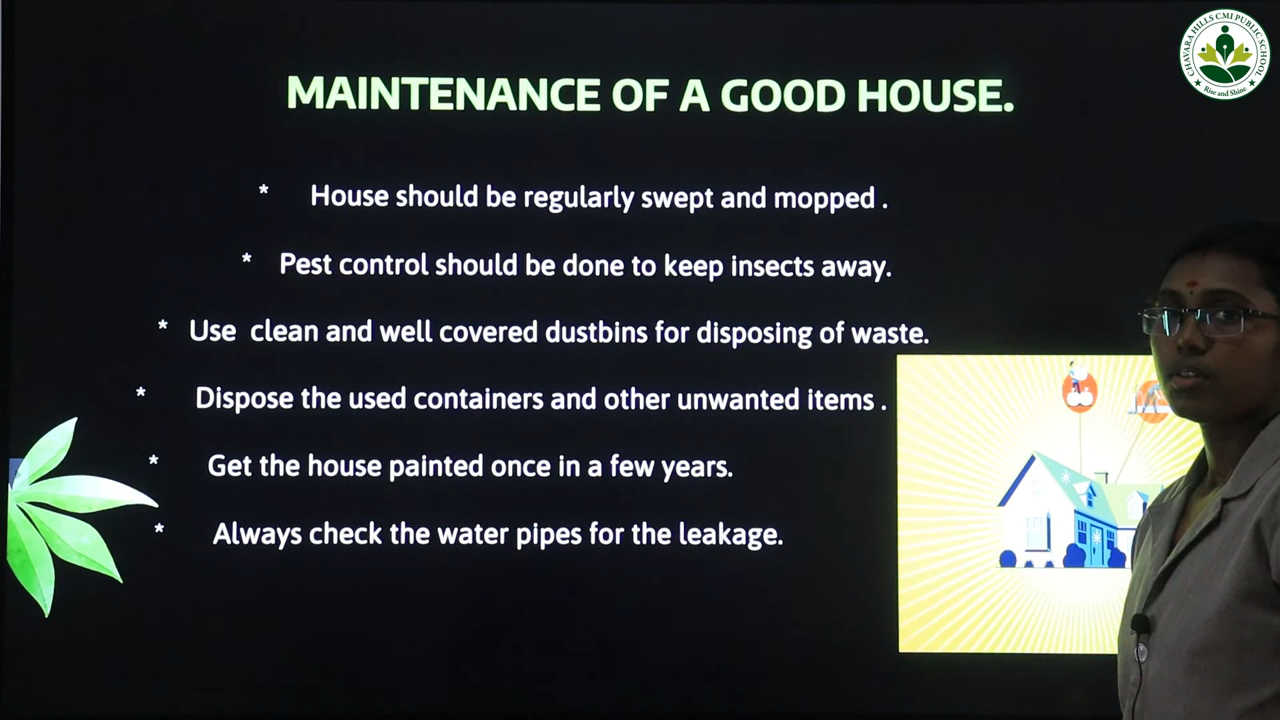 CHAVARA HILLS CMI PUBLIC SCHOOL
Rise and Shine
MAINTENANCE OF A GOOD HOUSE.
* House should be regularly swept and mopped .
* Pest control should be done to keep insects away.
* Use clean and well covered dustbins for disposing of waste.
* Dispose the used containers and other unwanted items .
* Get the house painted once in a few years.
* Always check the water pipes for the leakage.